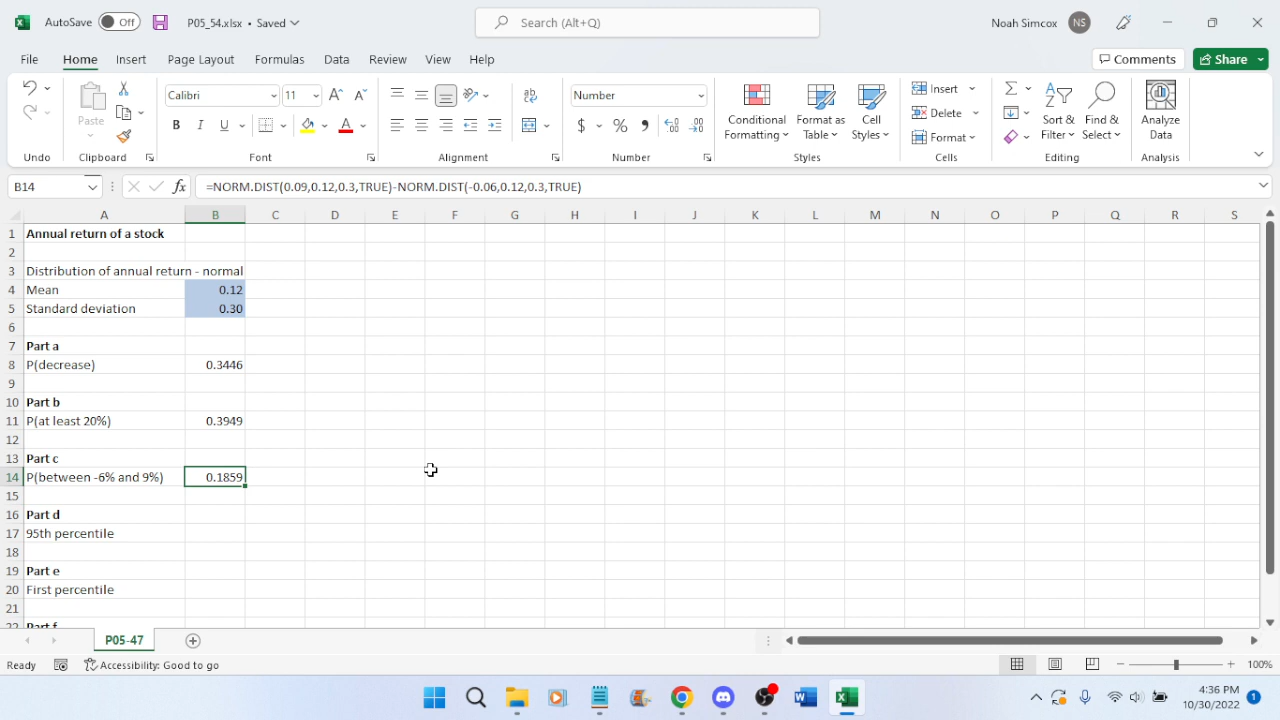 AutoSave Off P05_54.xlsx • Saved Search (Alt+Q) Noah Simcox NS
File Home Insert Draw Page Layout Formulas Data Review View Help Comments Share
Calibri 11 Number Insert
Paste $ % Conditional Formatting Format as Table Cell Styles Delete Sort & Filter Find & Select Analyze Data
B I U A Format
Undo Clipboard Font Alignment Number Styles Cells Editing Analysis
B14 fx =NORM.DIST(0.09,0.12,0.3,TRUE)-NORM.DIST(-0.06,0.12,0.3,TRUE)
A B C D E F G H I J K L M N O P Q R S
1 Annual return of a stock
2
3 Distribution of annual return - normal
4 Mean 0.12
5 Standard deviation 0.30
6
7 Part a
8 P(decrease) 0.3446
9
10 Part b
11 P(at least 20%) 0.3949
12
13 Part c
14 P(between -6% and 9%) 0.1859
15
16 Part d
17 95th percentile
18
19 Part e
20 First percentile
21
22 Part f
P05-47
Ready Accessibility: Good to go 100%
4:36 PM
10/30/2022 1